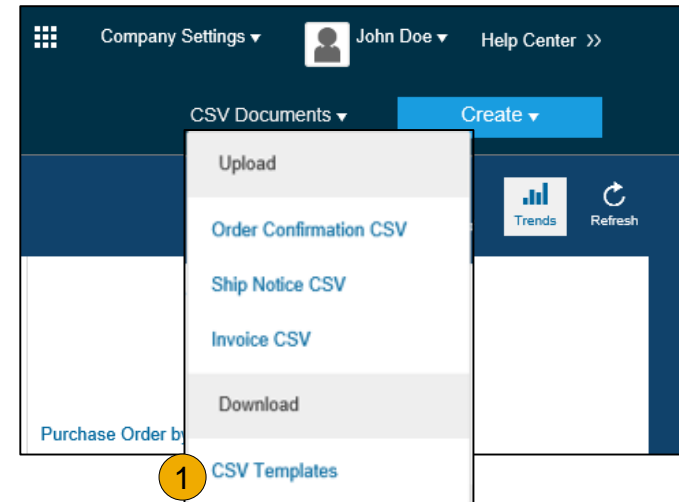 Company Settings ▾ John Doe ▾ Help Center >>
CSV Documents ▾ Create ▾
Upload
Trends Refresh
Order Confirmation CSV
Ship Notice CSV
Invoice CSV
Download
Purchase Order by
1 CSV Templates